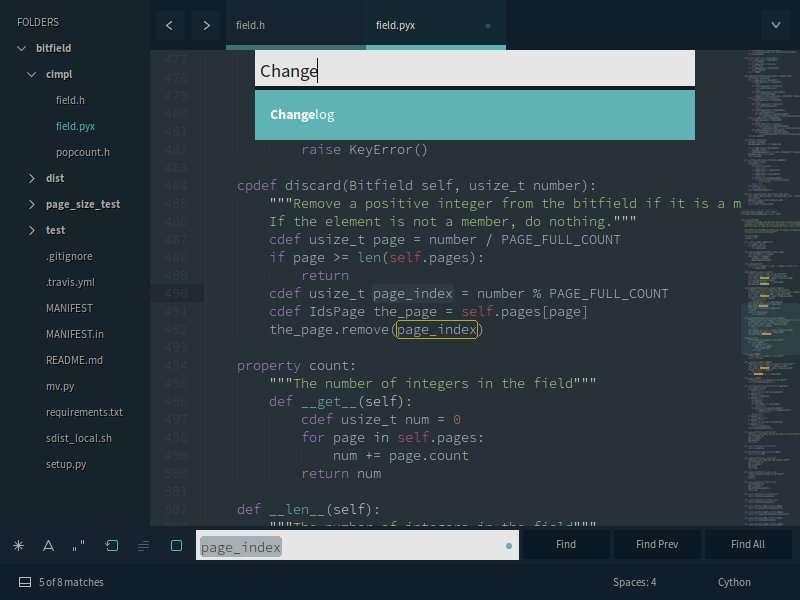 FOLDERS
bitfield
cimpl
field.h
field.pyx
popcount.h
dist
page_size_test
test
.gitignore
.travis.yml
MANIFEST
MANIFEST.in
README.md
mv.py
requirements.txt
sdist_local.sh
setup.py
field.h
field.pyx
Change
Changelog
477
478
479
480
481
482 raise KeyError()
483
484 cpdef discard(Bitfield self, usize_t number):
485 """Remove a positive integer from the bitfield if it is a m
486 If the element is not a member, do nothing."""
487 cdef usize_t page = number / PAGE_FULL_COUNT
488 if page >= len(self.pages):
489 return
490 cdef usize_t page_index = number % PAGE_FULL_COUNT
491 cdef IdsPage the_page = self.pages[page]
492 the_page.remove(page_index)
493
494 property count:
495 """The number of integers in the field"""
496 def __get__(self):
497 cdef usize_t num = 0
498 for page in self.pages:
499 num += page.count
500 return num
501
502 def __len__(self):
503 """The number of integers in the field"""
page_index
Find
Find Prev
Find All
5 of 8 matches
Spaces: 4
Cython